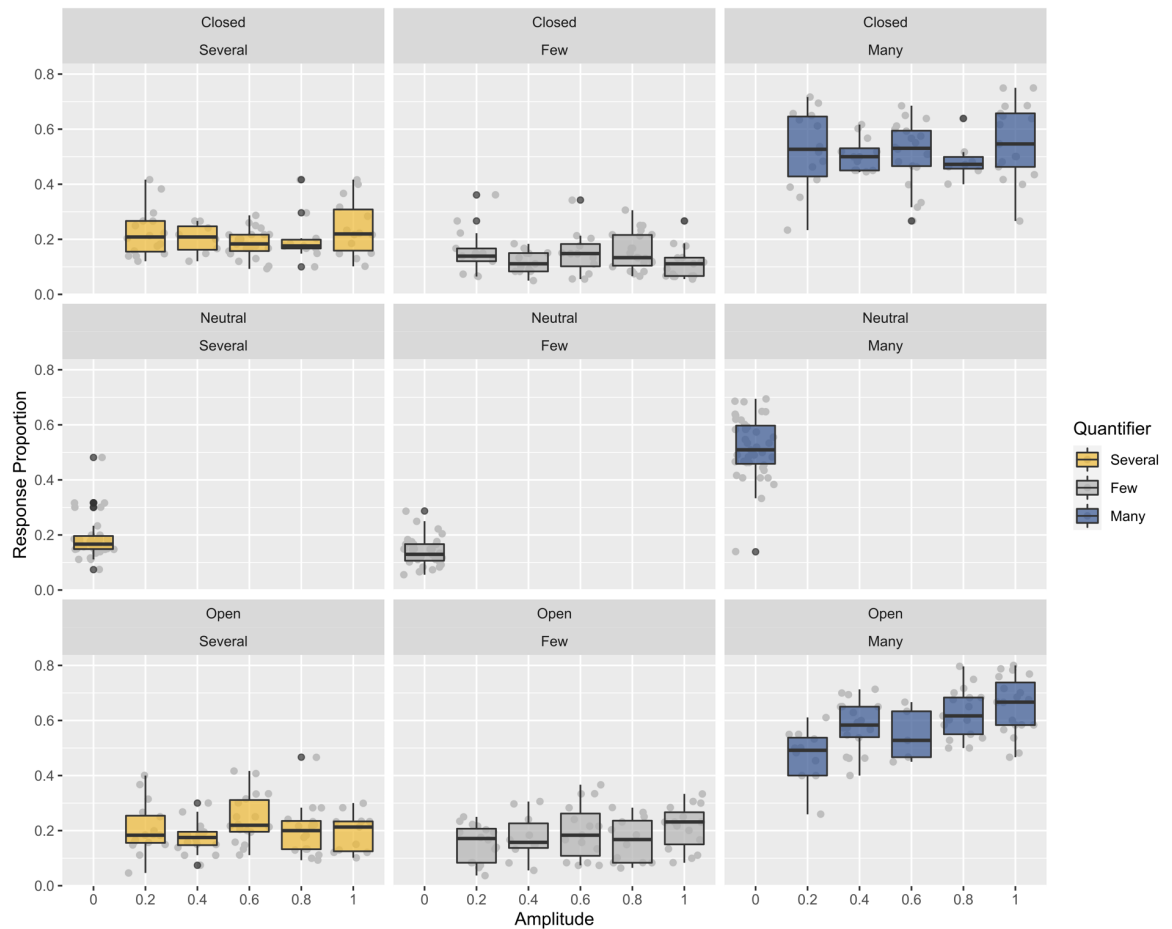 Closed Closed Closed
Several Few Many
0.8
0.6
0.4
0.2
0.0
Neutral Neutral Neutral
Several Few Many
0.8
0.6
0.4
0.2
0.0
Open Open Open
Several Few Many
0.8
0.6
0.4
0.2
0.0
0 0.2 0.4 0.6 0.8 1 0 0.2 0.4 0.6 0.8 1 0 0.2 0.4 0.6 0.8 1
Amplitude
Response Proportion
Quantifier
Several
Few
Many